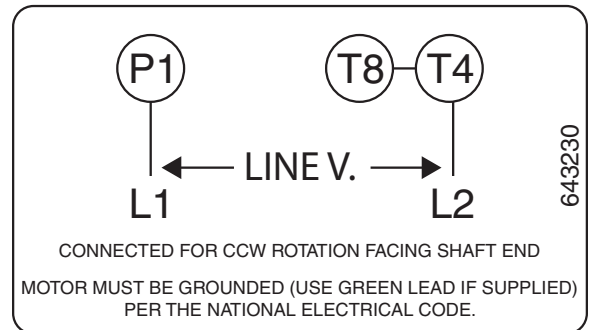 P1 T8 T4
LINE V.
L1 L2
643230
CONNECTED FOR CCW ROTATION FACING SHAFT END
MOTOR MUST BE GROUNDED (USE GREEN LEAD IF SUPPLIED)
PER THE NATIONAL ELECTRICAL CODE.